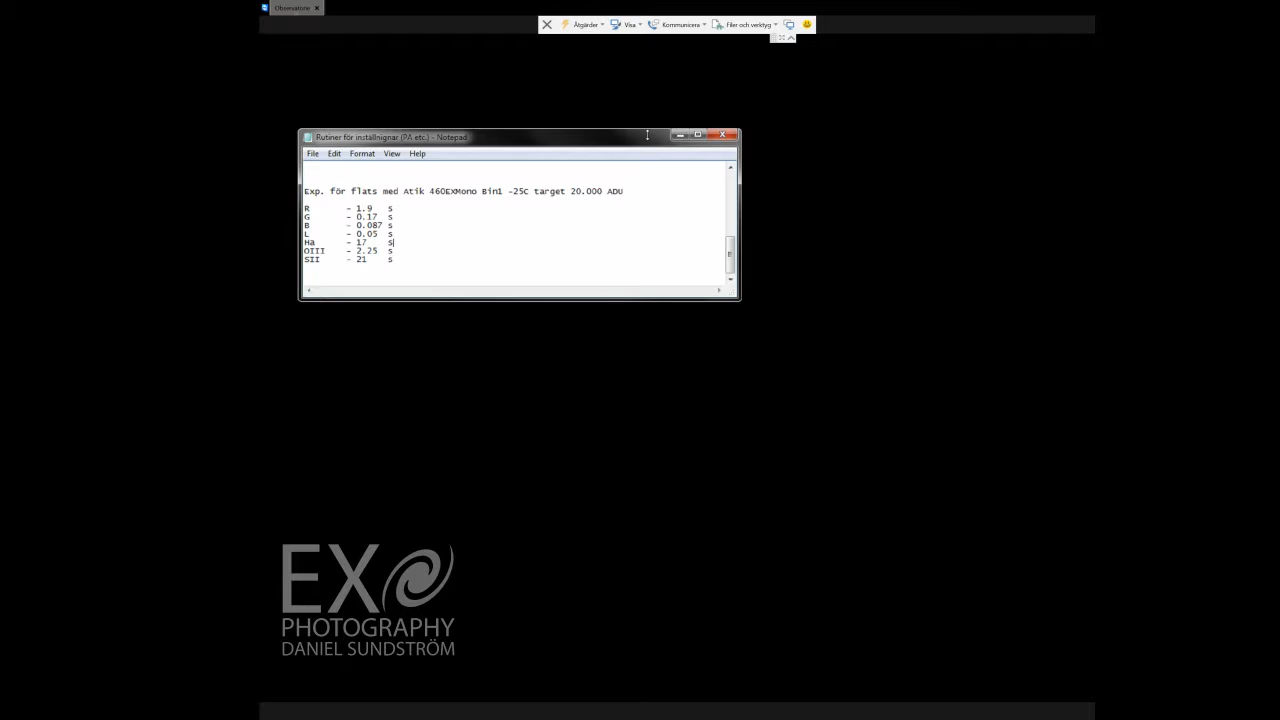 Observatorie
Åtgärder Visa Kommunicera Filer och verktyg
Rutiner för inställnignar (PA etc.) - Notepad
File Edit Format View Help
Exp. för flats med Atik 460EXMono Bin1 -25C target 20.000 ADU
R - 1.9 s
G - 0.17 s
B - 0.087 s
L - 0.05 s
Ha - 17 s
OIII - 2.25 s
SII - 21 s
EXO
PHOTOGRAPHY
DANIEL SUNDSTRÖM